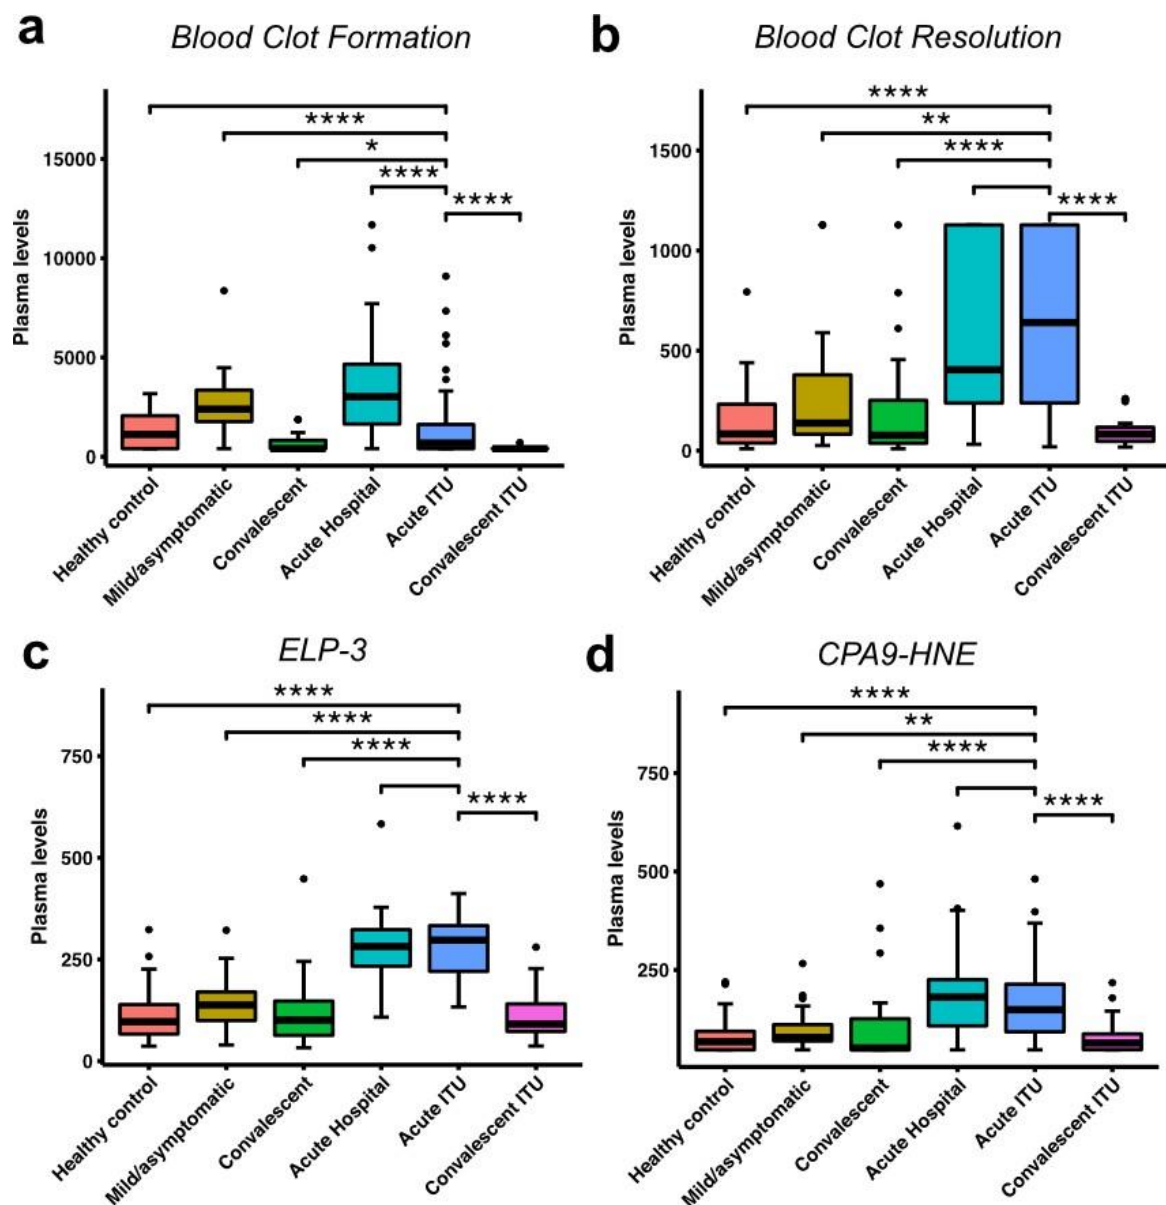 a
Blood Clot Formation
Plasma levels
15000
10000
5000
0
****
*
****
****
Healthy control
Mild/asymptomatic
Convalescent
Acute Hospital
Acute ITU
Convalescent ITU
b
Blood Clot Resolution
Plasma levels
1500
1000
500
0
****
**
****
****
Healthy control
Mild/asymptomatic
Convalescent
Acute Hospital
Acute ITU
Convalescent ITU
c
ELP-3
Plasma levels
750
500
250
0
****
****
****
****
Healthy control
Mild/asymptomatic
Convalescent
Acute Hospital
Acute ITU
Convalescent ITU
d
CPA9-HNE
Plasma levels
750
500
250
****
**
****
****
Healthy control
Mild/asymptomatic
Convalescent
Acute Hospital
Acute ITU
Convalescent ITU